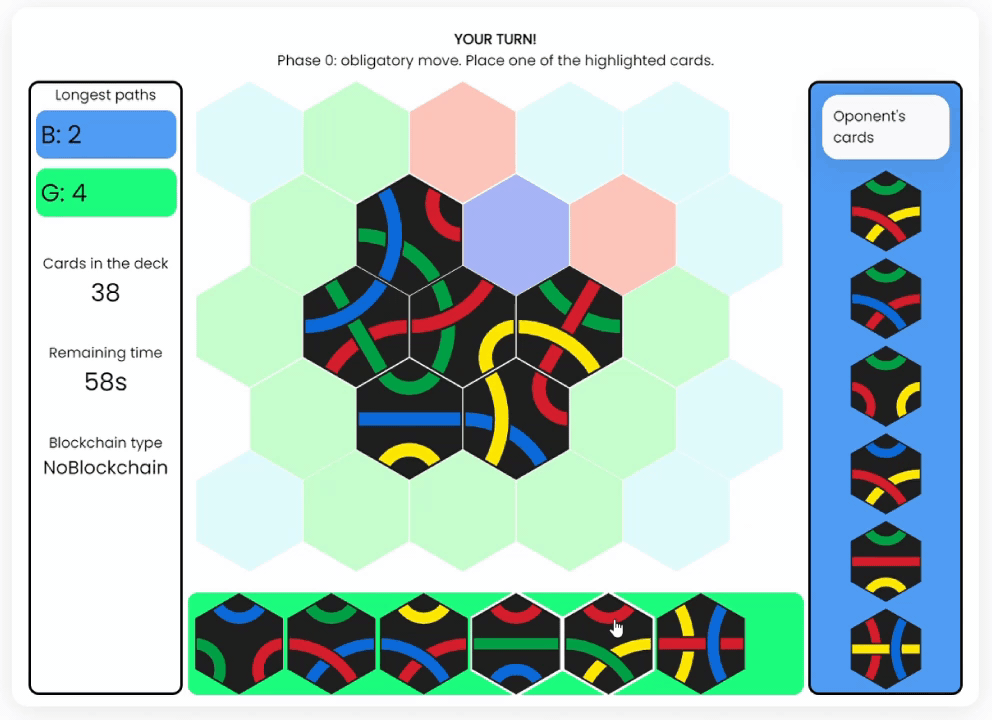 YOUR TURN!
Phase 0: obligatory move. Place one of the highlighted cards.
Longest paths
B: 2
G: 4
Cards in the deck
38
Remaining time
58s
Blockchain type
NoBlockchain
Oponent's
cards